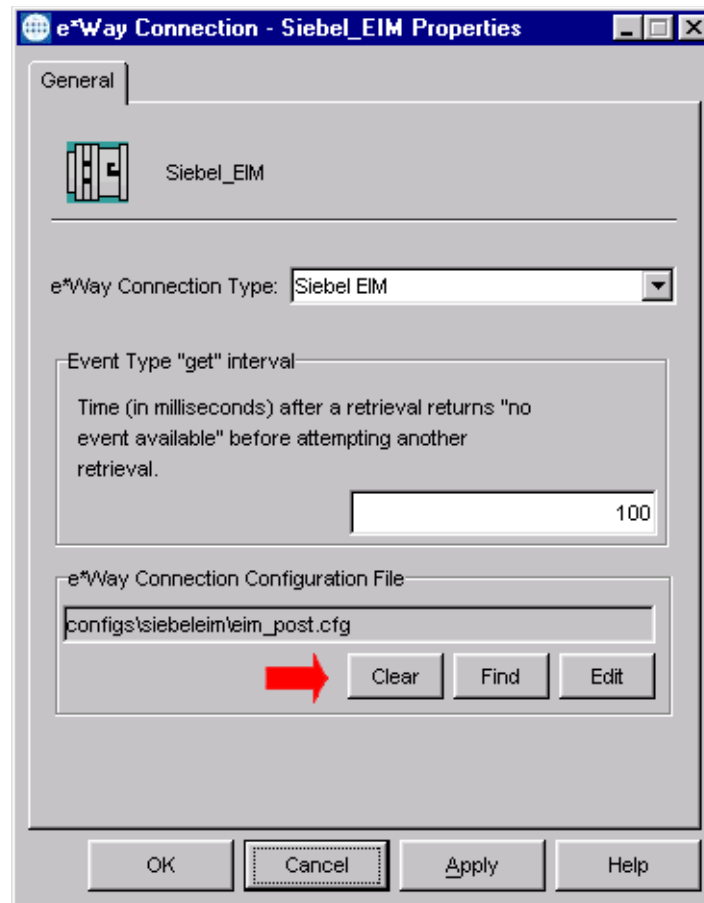 e*Way Connection - Siebel_EIM Properties
General
Siebel_EIM
e*Way Connection Type: Siebel EIM
Event Type "get" interval
Time (in milliseconds) after a retrieval returns "no
event available" before attempting another
retrieval.
100
e*Way Connection Configuration File
configs\siebeleim\eim_post.cfg
Clear Find Edit
OK Cancel Apply Help